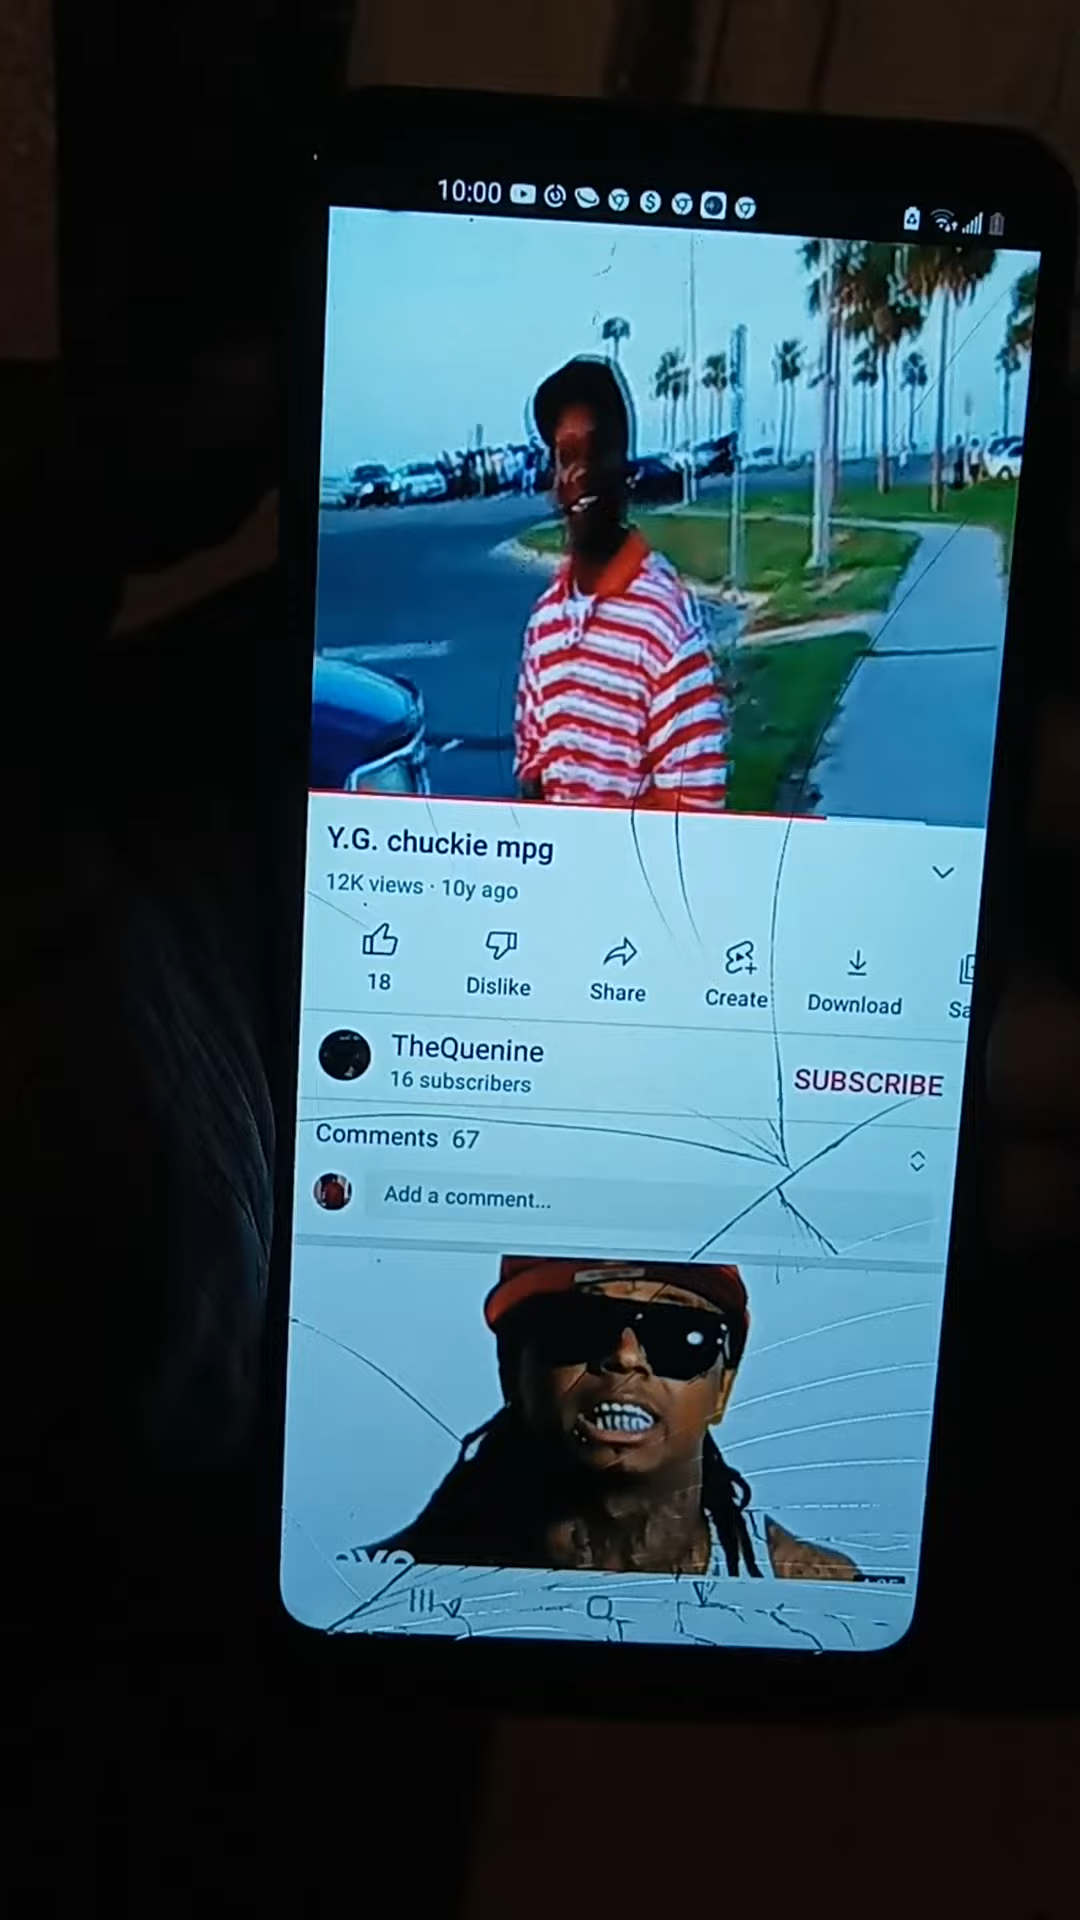 10:00
Y.G. chuckie mpg
12K views · 10y ago
18
Dislike
Share
Create
Download
Sa
TheQuenine
16 subscribers
SUBSCRIBE
Comments 67
Add a comment...